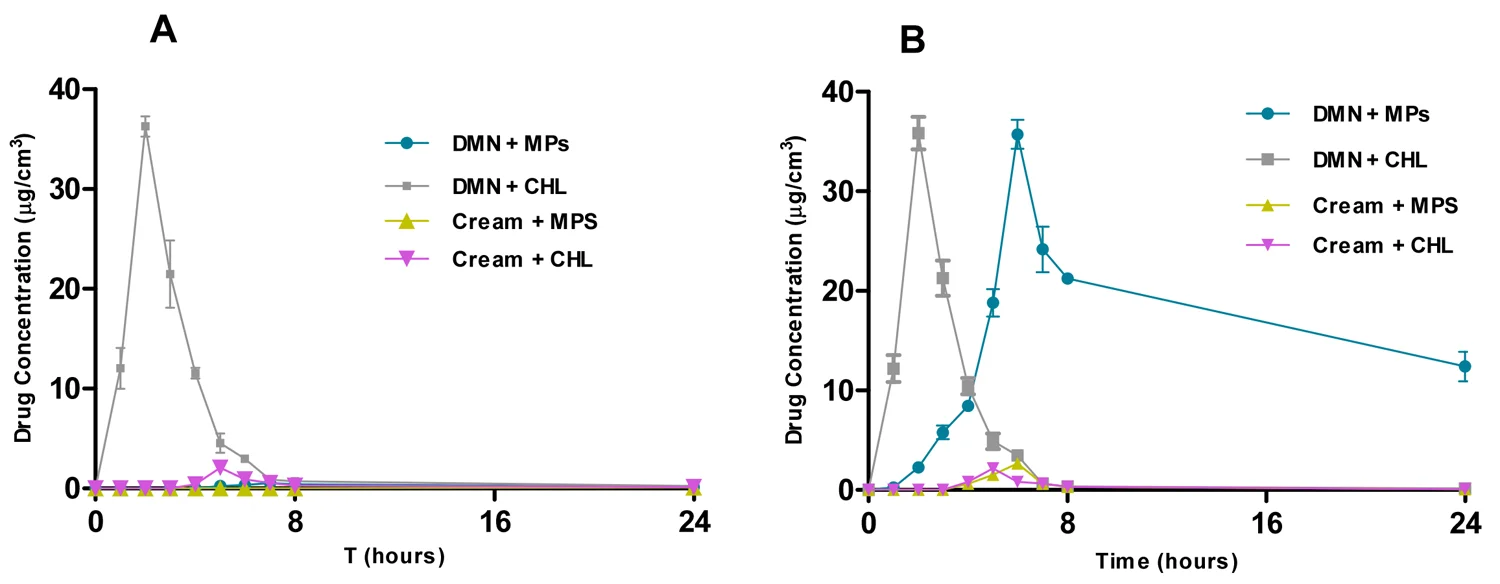 A
Drug Concentration (μg/cm³)
40
30
20
10
0
0 8 16 24
T (hours)
DMN + MPs
DMN + CHL
Cream + MPS
Cream + CHL
B
Drug Concentration (μg/cm³)
40
30
20
10
0
0 8 16 24
Time (hours)
DMN + MPs
DMN + CHL
Cream + MPS
Cream + CHL